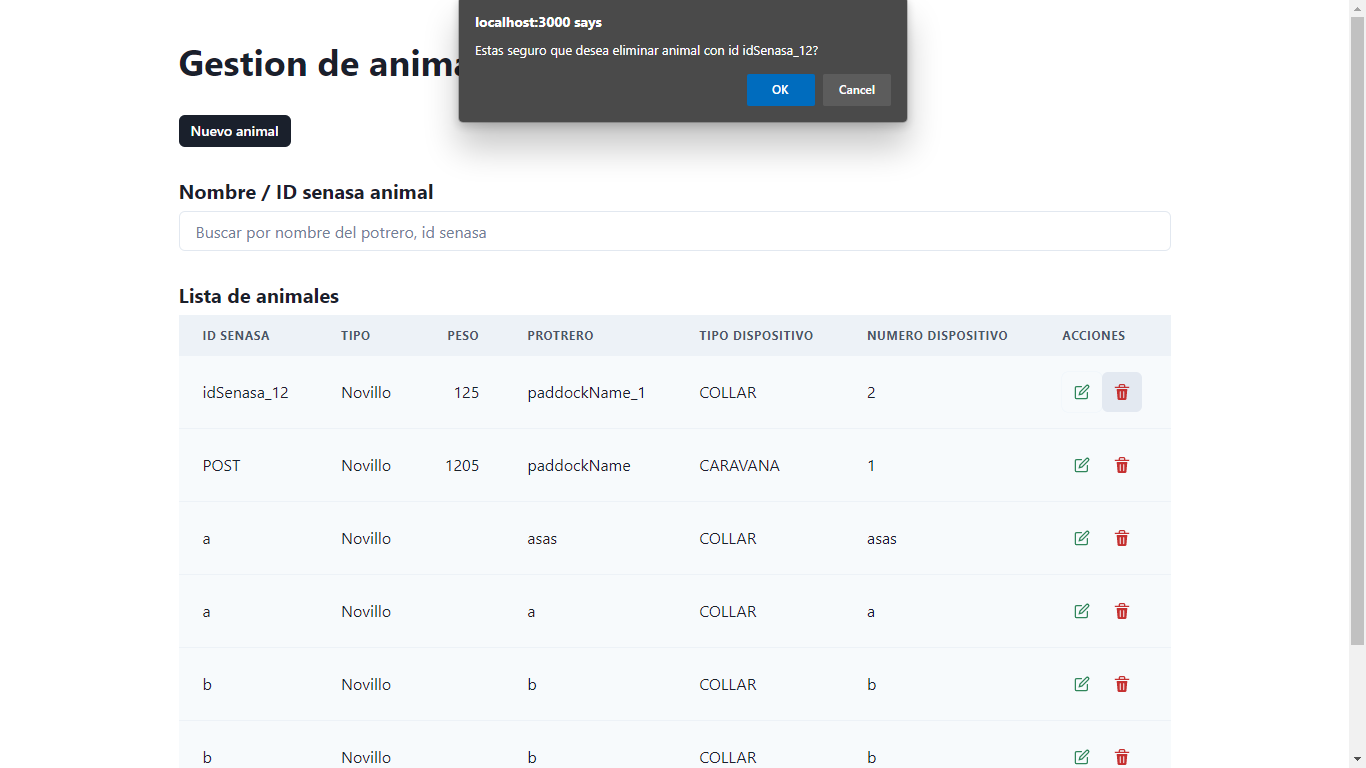 localhost:3000 says
Estas seguro que desea eliminar animal con id idSenasa_12?
OK Cancel
Gestion de anima
Nuevo animal
Nombre / ID senasa animal
Buscar por nombre del potrero, id senasa
Lista de animales
ID SENASA TIPO PESO PROTRERO TIPO DISPOSITIVO NUMERO DISPOSITIVO ACCIONES
idSenasa_12 Novillo 125 paddockName_1 COLLAR 2
POST Novillo 1205 paddockName CARAVANA 1
a Novillo asas COLLAR asas
a Novillo a COLLAR a
b Novillo b COLLAR b
b Novillo b COLLAR b